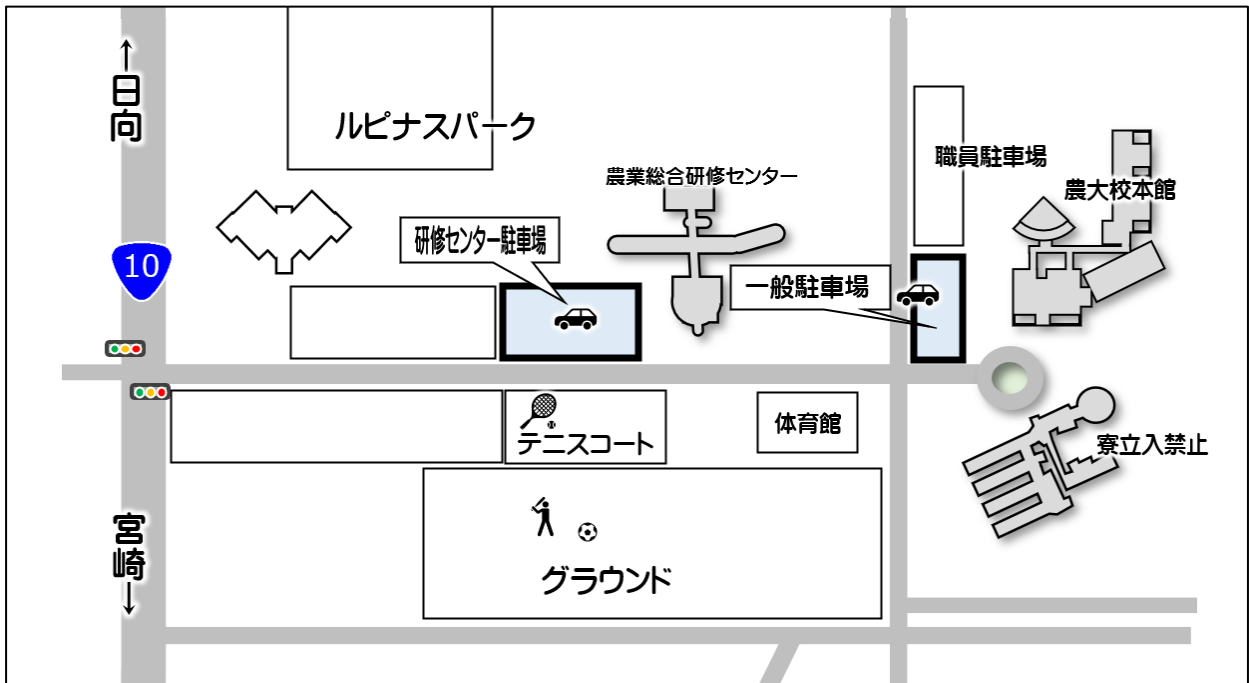 ↑日向
ルピナスパーク
農業総合研修センター
職員駐車場
農大校本館
研修センター駐車場
10
一般駐車場
テニスコート
体育館
寮立入禁止
宮崎↓
グラウンド